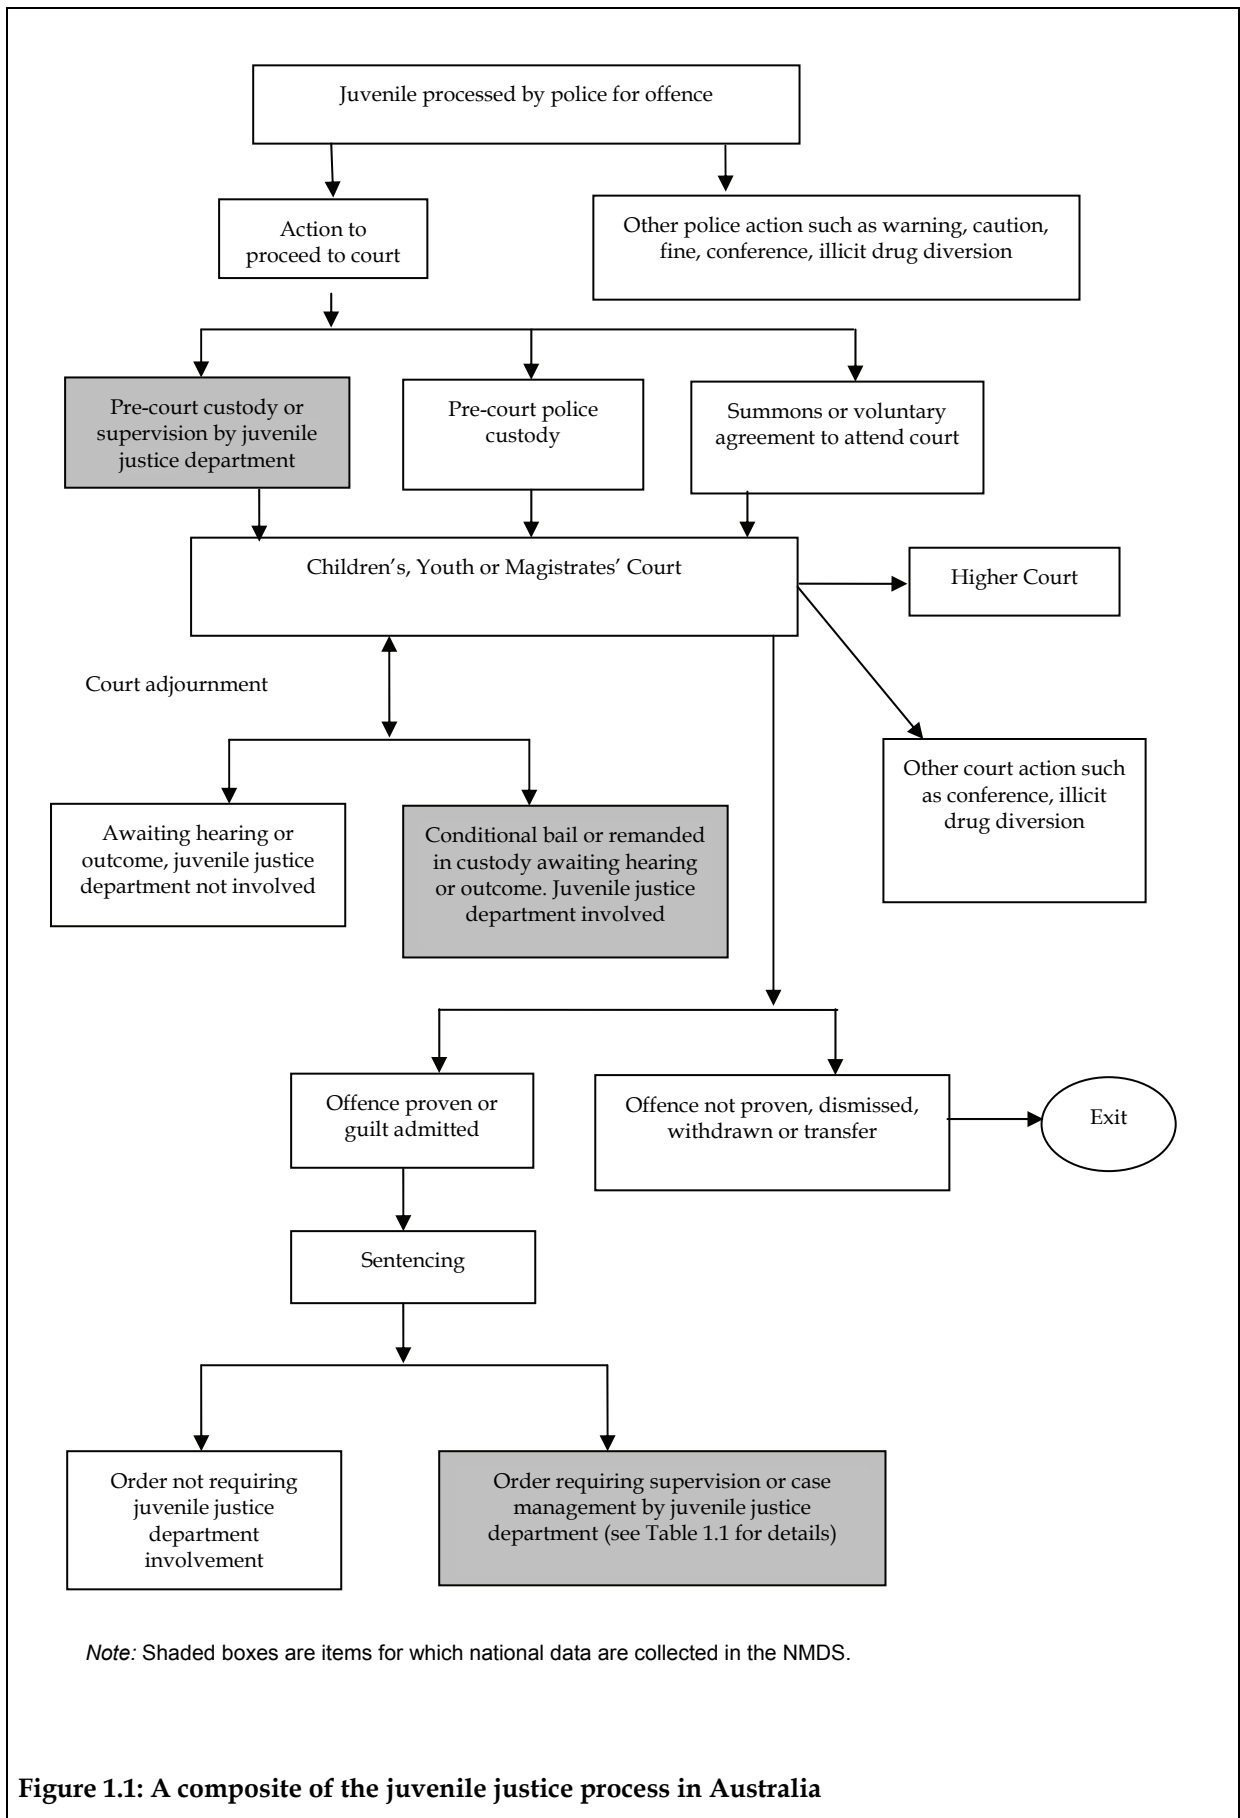 Juvenile processed by police for offence
Action to
proceed to court
Other police action such as warning, caution,
fine, conference, illicit drug diversion
Pre-court custody or
supervision by juvenile
justice department
Pre-court police
custody
Summons or voluntary
agreement to attend court
Children’s, Youth or Magistrates’ Court
Higher Court
Court adjournment
Other court action such
as conference, illicit
drug diversion
Awaiting hearing or
outcome, juvenile justice
department not involved
Conditional bail or remanded
in custody awaiting hearing
or outcome. Juvenile justice
department involved
Offence proven or
guilt admitted
Offence not proven, dismissed,
withdrawn or transfer
Exit
Sentencing
Order not requiring
juvenile justice
department
involvement
Order requiring supervision or case
management by juvenile justice
department (see Table 1.1 for details)
Note: Shaded boxes are items for which national data are collected in the NMDS.
Figure 1.1: A composite of the juvenile justice process in Australia